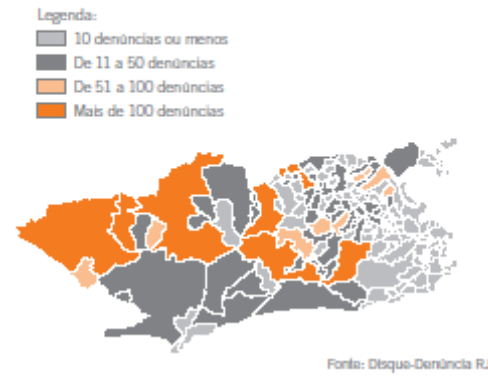 Legenda:
10 denúncias ou menos
De 11 a 50 denúncias
De 51 a 100 denúncias
Mais de 100 denúncias
Fonte: Disque-Denúncia RJ